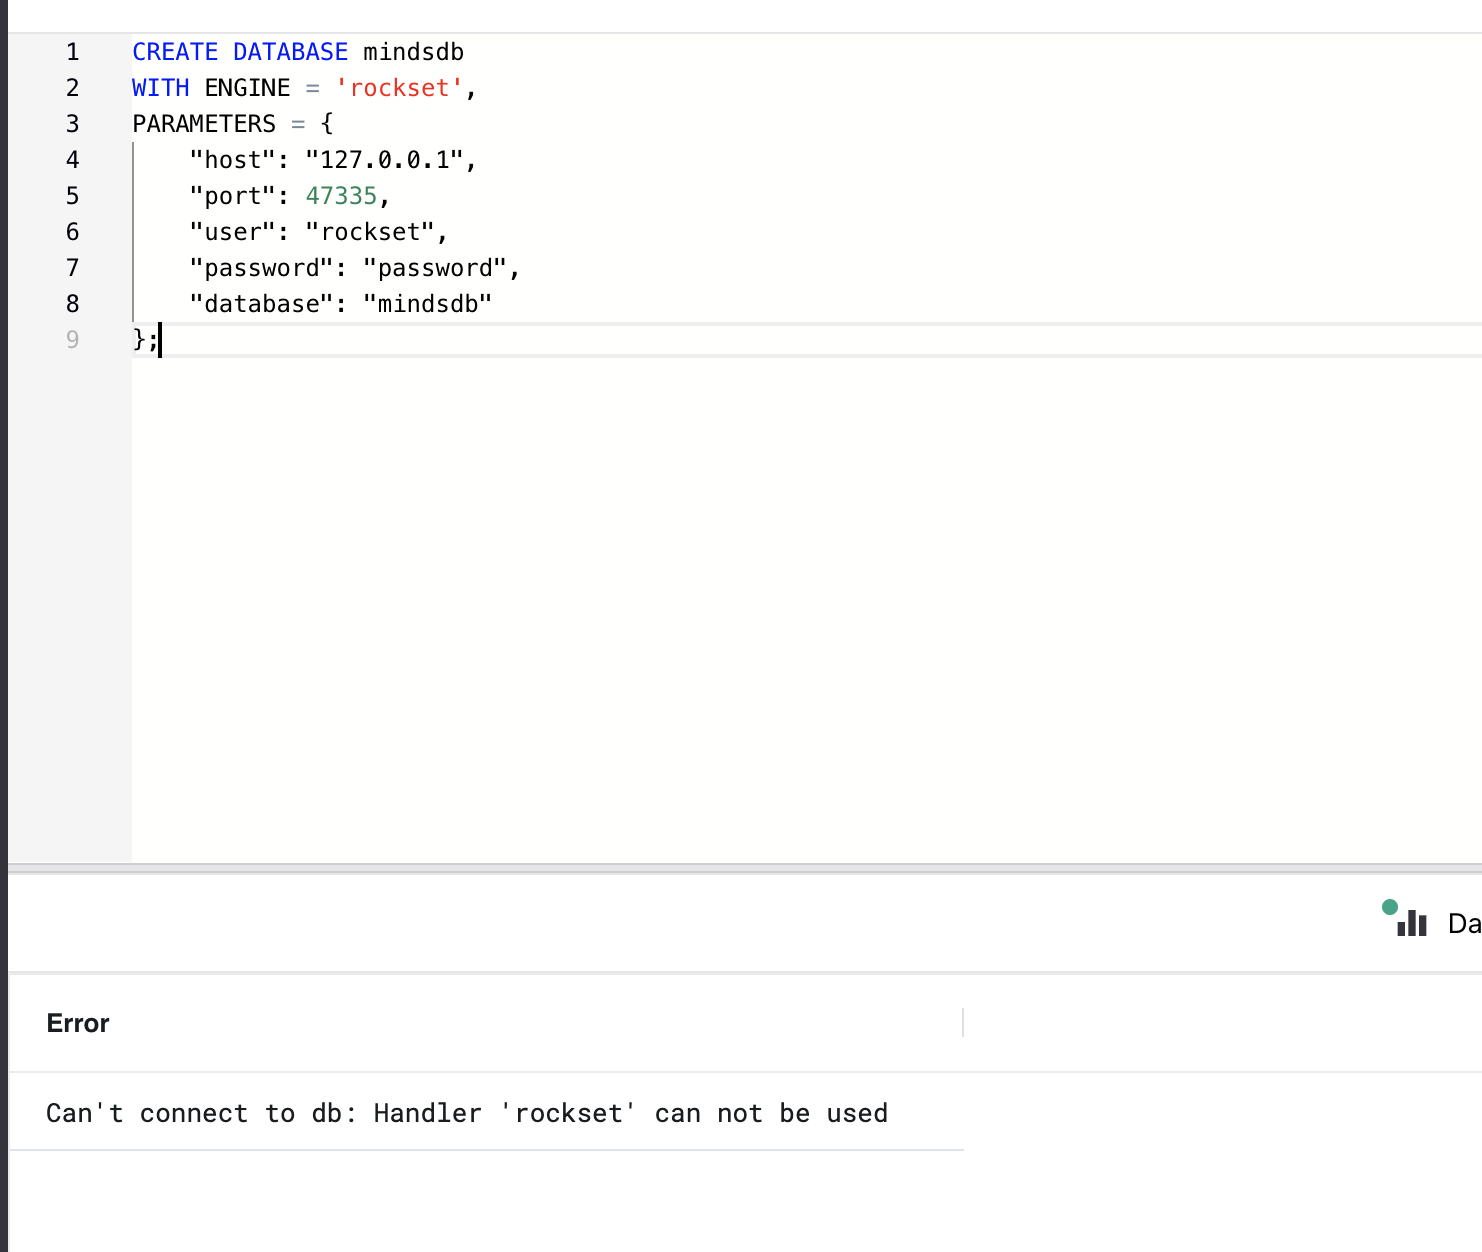 1 CREATE DATABASE mindsdb
2 WITH ENGINE = 'rockset',
3 PARAMETERS = {
4     "host": "127.0.0.1",
5     "port": 47335,
6     "user": "rockset",
7     "password": "password",
8     "database": "mindsdb"
9 };
Da
Error
Can't connect to db: Handler 'rockset' can not be used